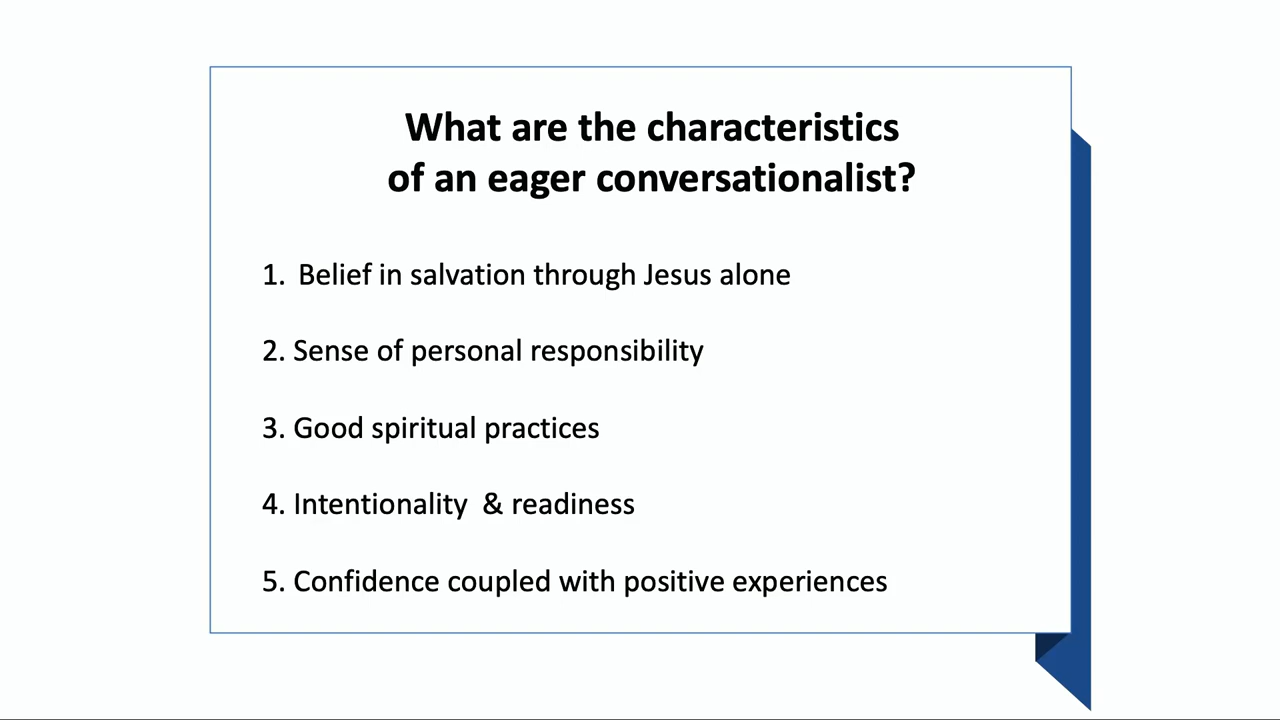 What are the characteristics
of an eager conversationalist?
1. Belief in salvation through Jesus alone
2. Sense of personal responsibility
3. Good spiritual practices
4. Intentionality & readiness
5. Confidence coupled with positive experiences